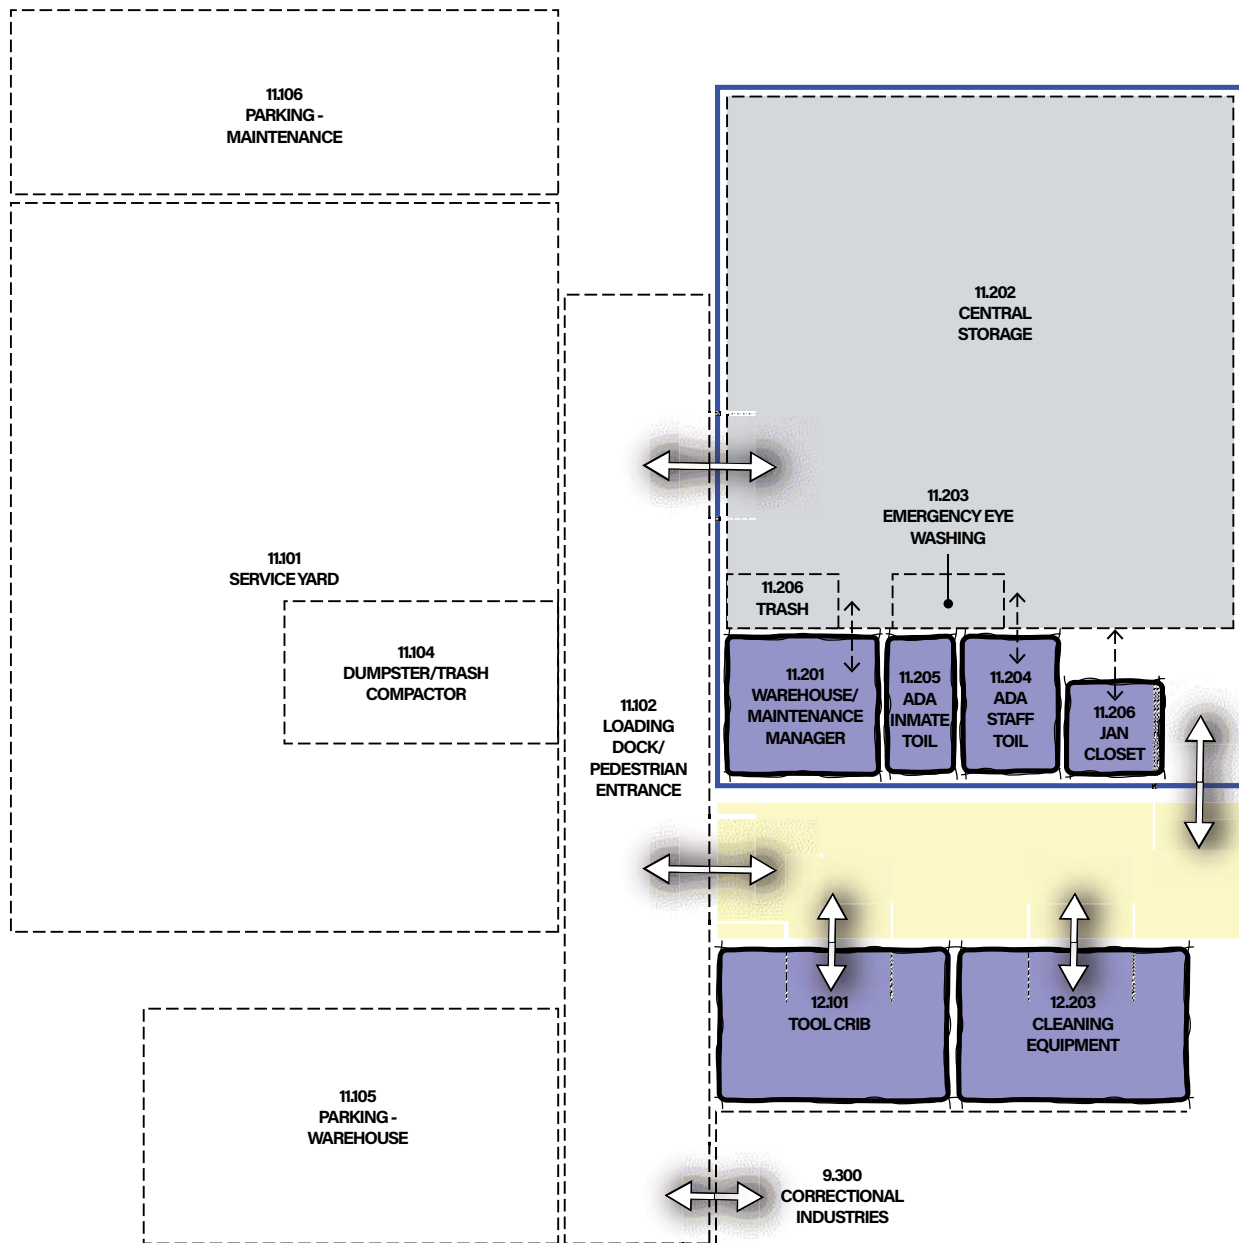 11.106
PARKING -
MAINTENANCE
11.202
CENTRAL
STORAGE
11.203
EMERGENCY EYE
WASHING
11.101
SERVICE YARD
11.206
TRASH
11.104
DUMPSTER/TRASH
COMPACTOR
11.102
LOADING
DOCK/
PEDESTRIAN
ENTRANCE
11.201
WAREHOUSE/
MAINTENANCE
MANAGER
11.205
ADA
INMATE
TOIL
11.204
ADA
STAFF
TOIL
11.206
JAN
CLOSET
12.101
TOOL CRIB
12.203
CLEANING
EQUIPMENT
11.105
PARKING -
WAREHOUSE
9.300
CORRECTIONAL
INDUSTRIES